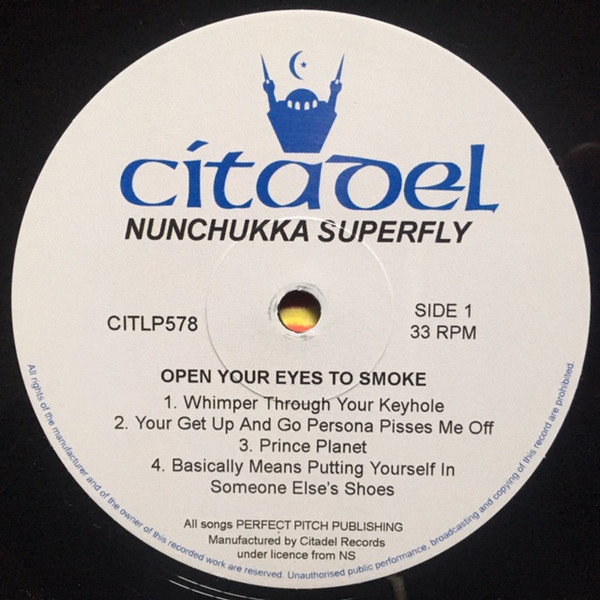 citadel
NUNCHUKKA SUPERFLY
CITLP578
SIDE 1
33 RPM
OPEN YOUR EYES TO SMOKE
1. Whimper Through Your Keyhole
2. Your Get Up And Go Persona Pisses Me Off
3. Prince Planet
4. Basically Means Putting Yourself In
Someone Else's Shoes
All songs PERFECT PITCH PUBLISHING
Manufactured by Citadel Records
under licence from NS
All rights of the manufacturer and of the owner of this recorded work are reserved. Unauthorised public performance, broadcasting and copying of this record are prohibited.